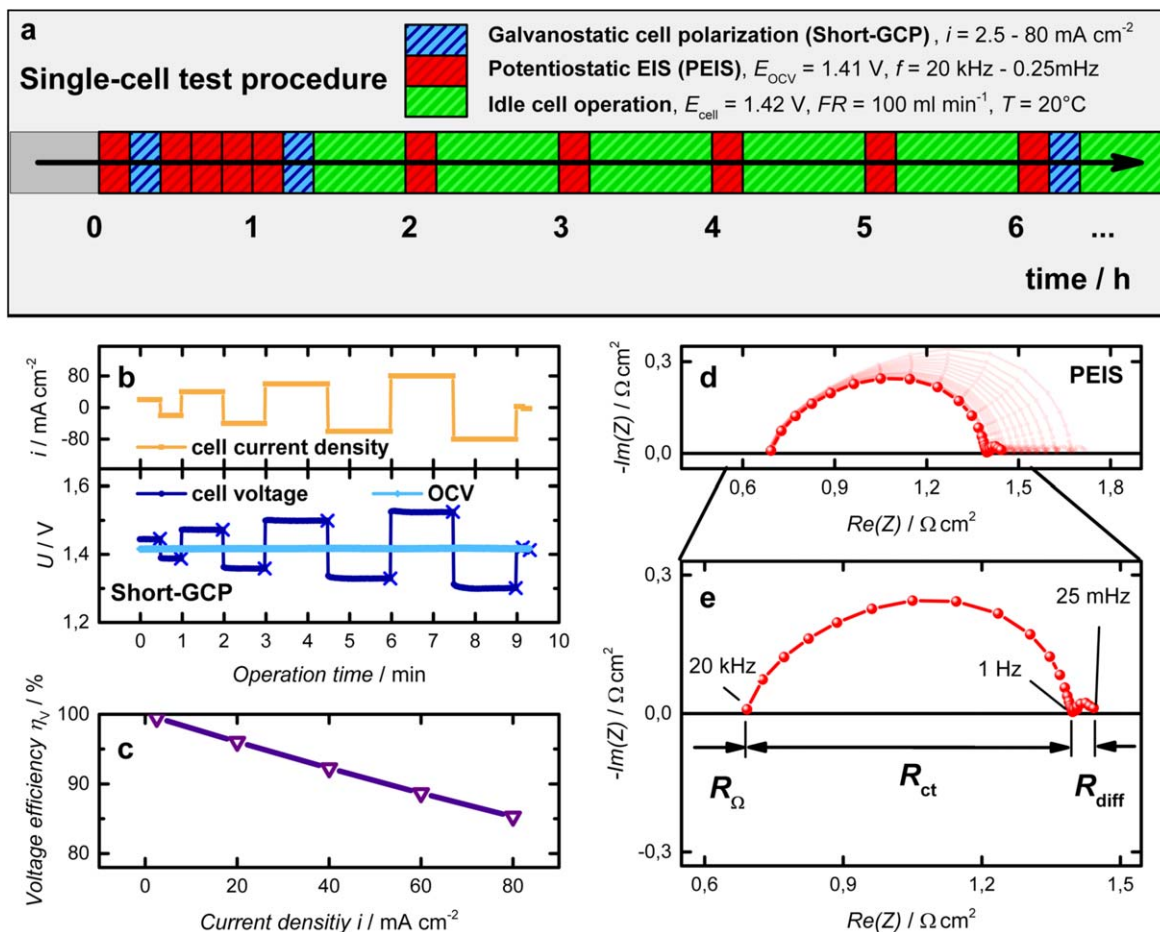 a
Single-cell test procedure
Galvanostatic cell polarization (Short-GCP) , i = 2.5 - 80 mA cm⁻²
Potentiostatic EIS (PEIS), E_OCV = 1.41 V, f = 20 kHz - 0.25mHz
Idle cell operation, E_cell = 1.42 V, FR = 100 ml min⁻¹, T = 20°C
0 1 2 3 4 5 6 ...
time / h
b
i / mA cm⁻²
80
0
-80
cell current density
U / V
1,6
1,4
1,2
cell voltage
OCV
Short-GCP
0 1 2 3 4 5 6 7 8 9 10
Operation time / min
c
Voltage efficiency η_V / %
100
90
80
0 20 40 60 80
Current densitiy i / mA cm⁻²
d
PEIS
-Im(Z) / Ω cm²
0,3
0,0
0,6 0,9 1,2 1,5 1,8
Re(Z) / Ω cm²
e
-Im(Z) / Ω cm²
0,3
0,0
-0,3
20 kHz
1 Hz
25 mHz
R_Ω
R_ct
R_diff
0,6 0,9 1,2 1,5
Re(Z) / Ω cm²